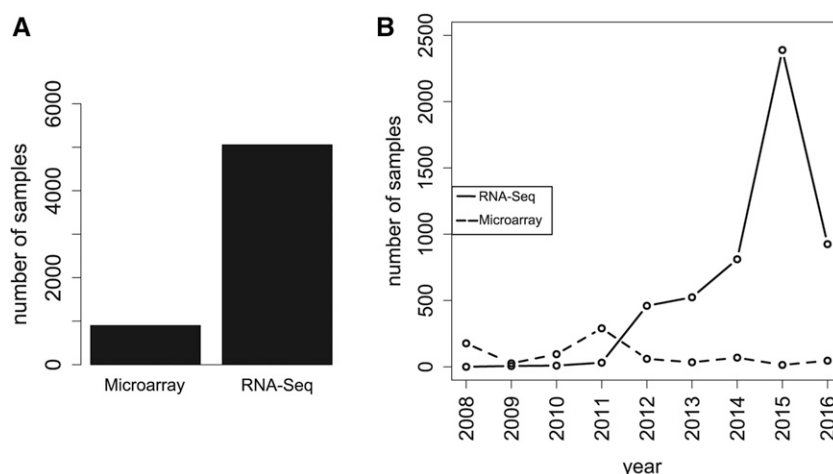 A
number of samples
6000
4000
2000
0
Microarray
RNA-Seq
B
number of samples
2500
2000
1500
1000
500
0
RNA-Seq
Microarray
2008
2009
2010
2011
2012
2013
2014
2015
2016
year